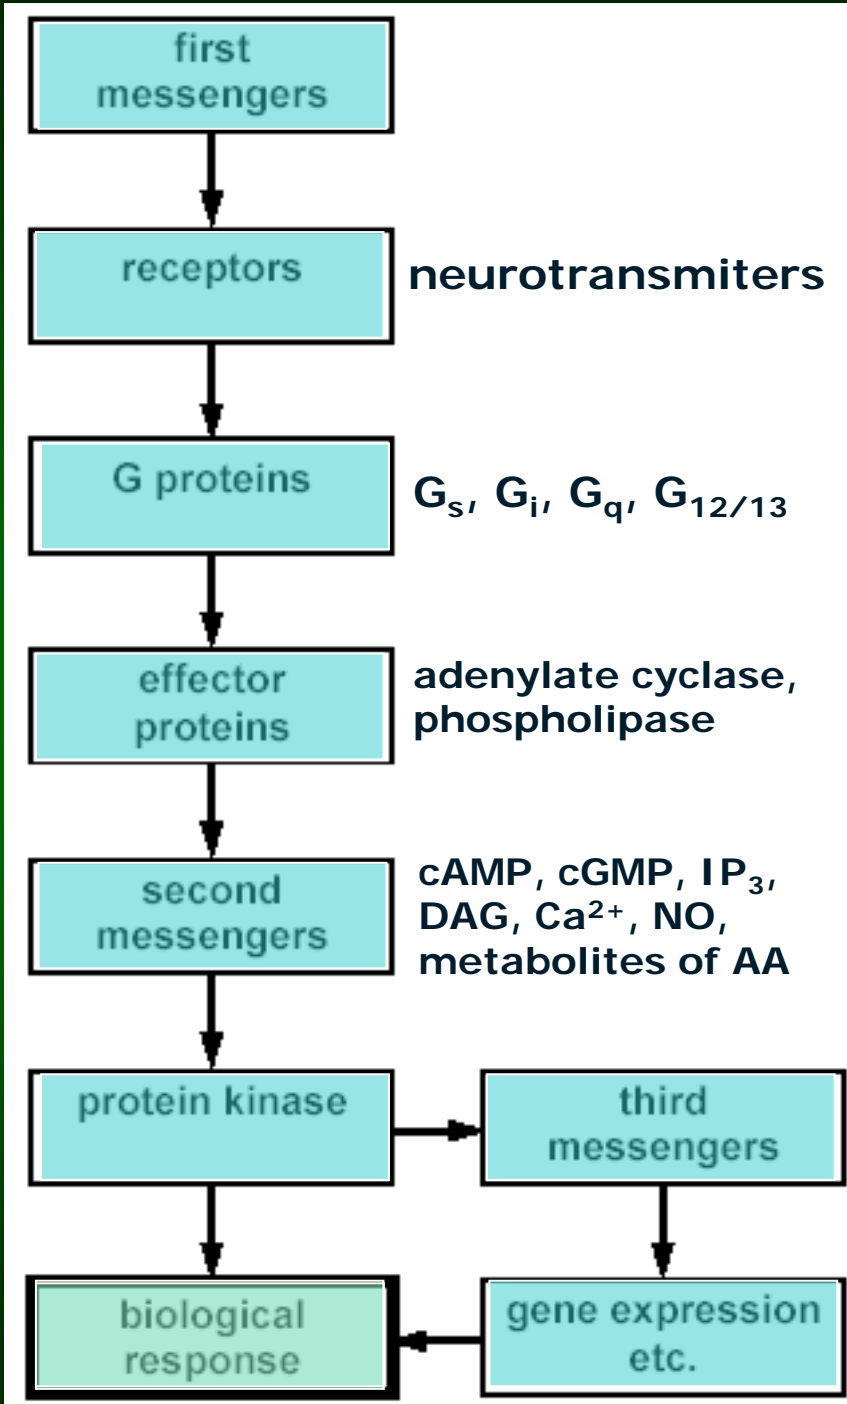 first
messengers
receptors
neurotransmiters
G proteins
Gₛ, Gᵢ, G_q, G₁₂/₁₃
effector
proteins
adenylate cyclase,
phospholipase
second
messengers
cAMP, cGMP, IP₃,
DAG, Ca²⁺, NO,
metabolites of AA
protein kinase
third
messengers
biological
response
gene expression
etc.